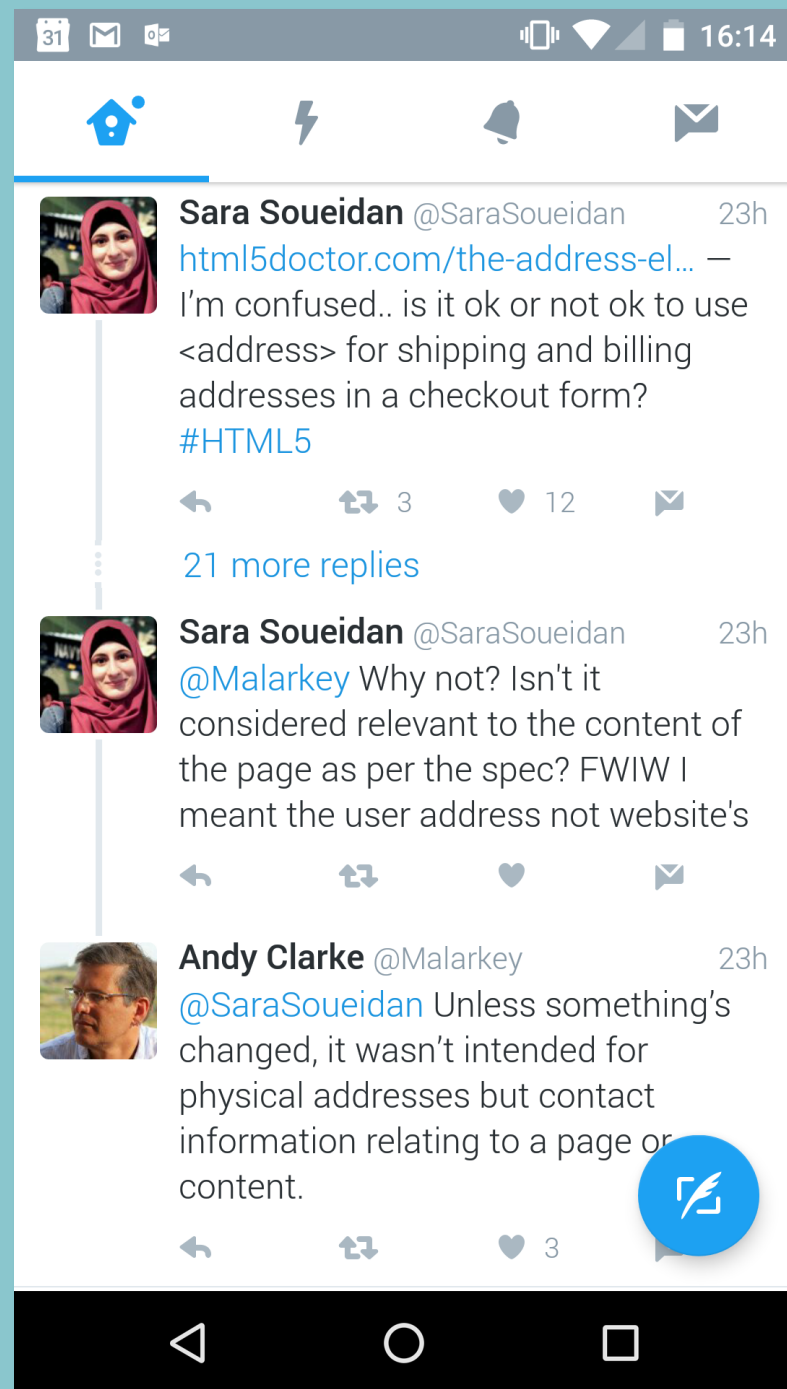 31
16:14
Sara Soueidan @SaraSoueidan 23h
html5doctor.com/the-address-el… —
I’m confused.. is it ok or not ok to use
<address> for shipping and billing
addresses in a checkout form?
#HTML5
3 12
21 more replies
Sara Soueidan @SaraSoueidan 23h
@Malarkey Why not? Isn't it
considered relevant to the content of
the page as per the spec? FWIW I
meant the user address not website's
Andy Clarke @Malarkey 23h
@SaraSoueidan Unless something’s
changed, it wasn’t intended for
physical addresses but contact
information relating to a page or
content.
3